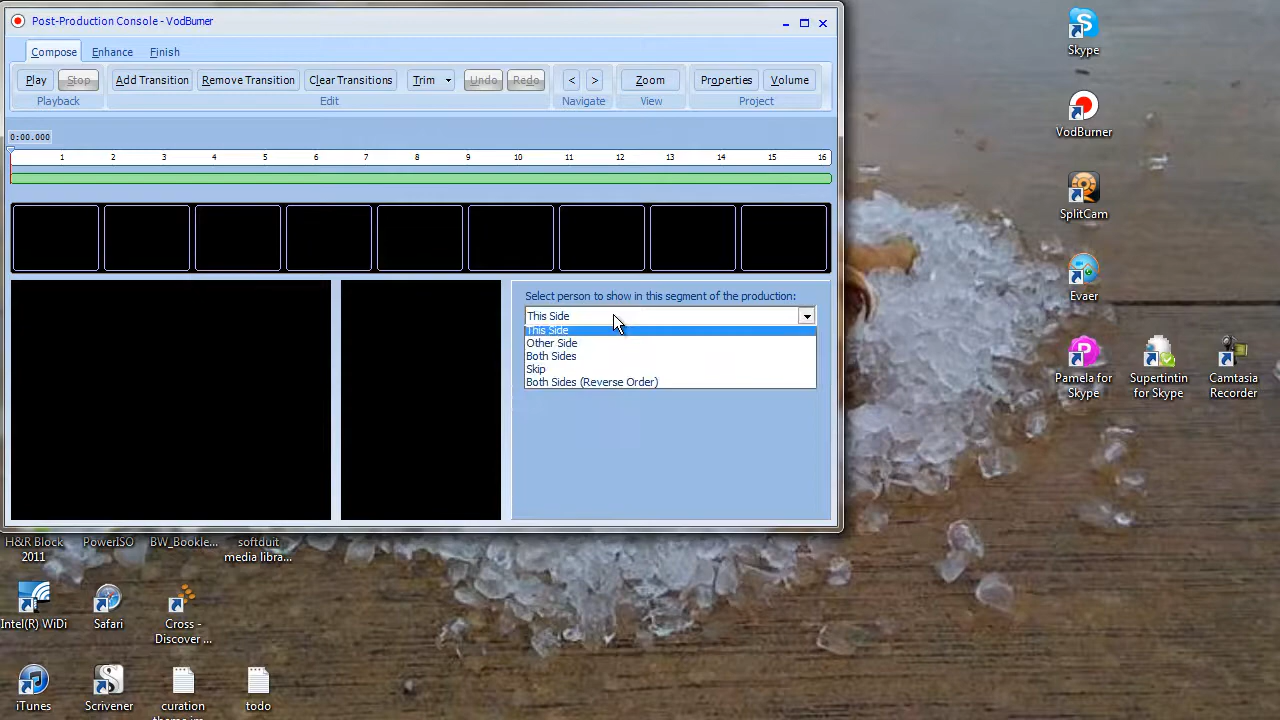 Post-Production Console - VodBurner
Compose Enhance Finish
Play Stop Add Transition Remove Transition Clear Transitions Trim Undo Redo < > Zoom Properties Volume
Playback Edit Navigate View Project
0:00.000
1 2 3 4 5 6 7 8 9 10 11 12 13 14 15 16
Select person to show in this segment of the production:
This Side
This Side
Other Side
Both Sides
Skip
Both Sides (Reverse Order)
Skype
VodBurner
SplitCam
Evaer
Pamela for Skype
Supertintin for Skype
Camtasia Recorder
H&R Block 2011
PowerISO
BW_Bookle...
softduit media libra...
Intel(R) WiDi
Safari
Cross - Discover ...
iTunes
Scrivener
curation
todo